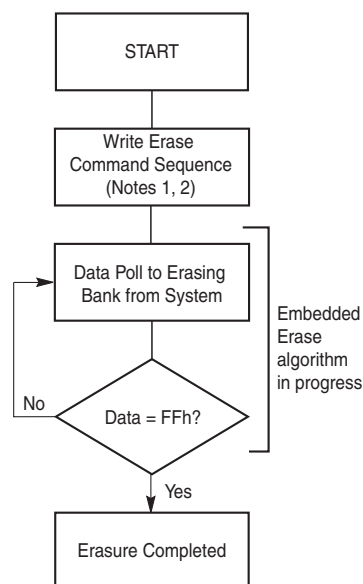 START
Write Erase
Command Sequence
(Notes 1, 2)
Data Poll to Erasing
Bank from System
Embedded
Erase
algorithm
in progress
No
Data = FFh?
Yes
Erasure Completed